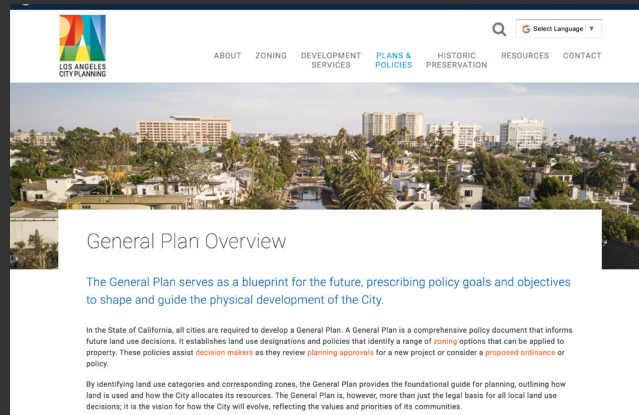 Select Language ▼
LOS ANGELES
CITY PLANNING
ABOUT ZONING DEVELOPMENT SERVICES PLANS & POLICIES HISTORIC PRESERVATION RESOURCES CONTACT
General Plan Overview
The General Plan serves as a blueprint for the future, prescribing policy goals and objectives
to shape and guide the physical development of the City.
In the State of California, all cities are required to develop a General Plan. A General Plan is a comprehensive policy document that informs
future land use decisions. It establishes land use designations and policies that identify a range of zoning options that can be applied to
property. These policies assist decision makers as they review planning approvals for a new project or consider a proposed ordinance or
policy.
By identifying land use categories and corresponding zones, the General Plan provides the foundational guide for planning, outlining how
land is used and how the City allocates its resources. The General Plan is, however, more than just the legal basis for all local land use
decisions; it is the vision for how the City will evolve, reflecting the values and priorities of its communities.